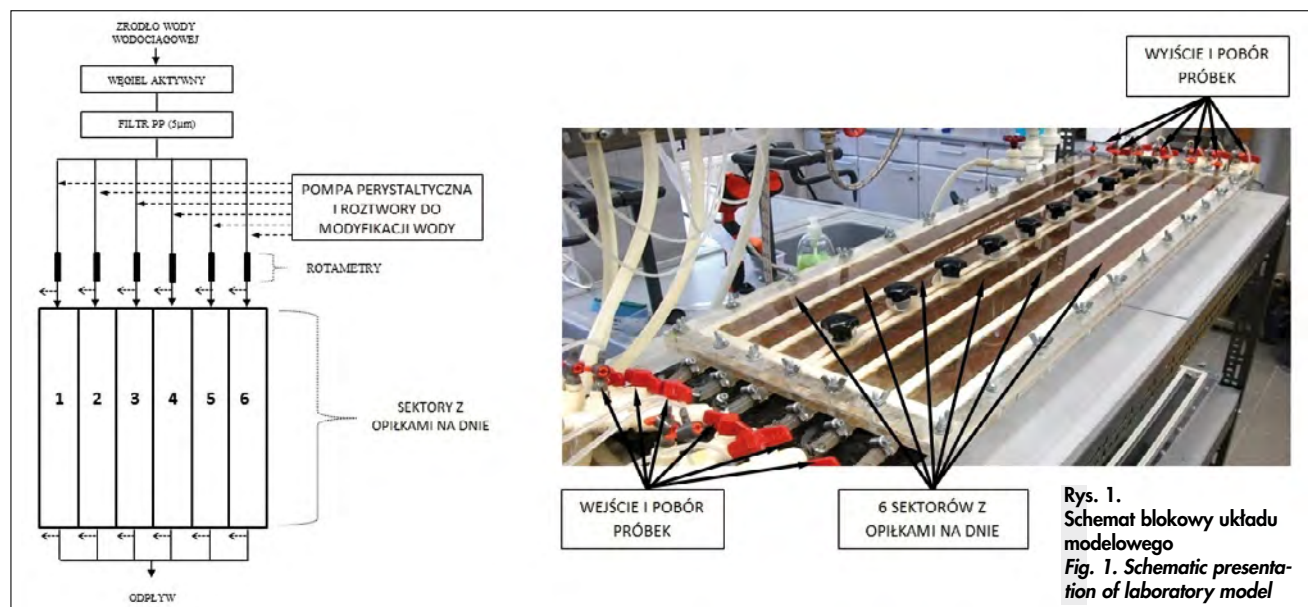 ZRÓDŁO WODY
WODOCIĄGOWEJ
WĘGIEL AKTYWNY
FILTR PP (5µm)
POMPA PERYSTALTYCZNA
I ROZTWORY DO
MODYFIKACJI WODY
ROTAMETRY
1 2 3 4 5 6
SEKTORY Z
OPIŁKAMI NA DNIE
ODPŁYW
WYJŚCIE I POBÓR
PRÓBEK
WEJŚCIE I POBÓR
PRÓBEK
6 SEKTORÓW Z
OPIŁKAMI NA DNIE
Rys. 1.
Schemat blokowy układu
modelowego
Fig. 1. Schematic presenta-
tion of laboratory model